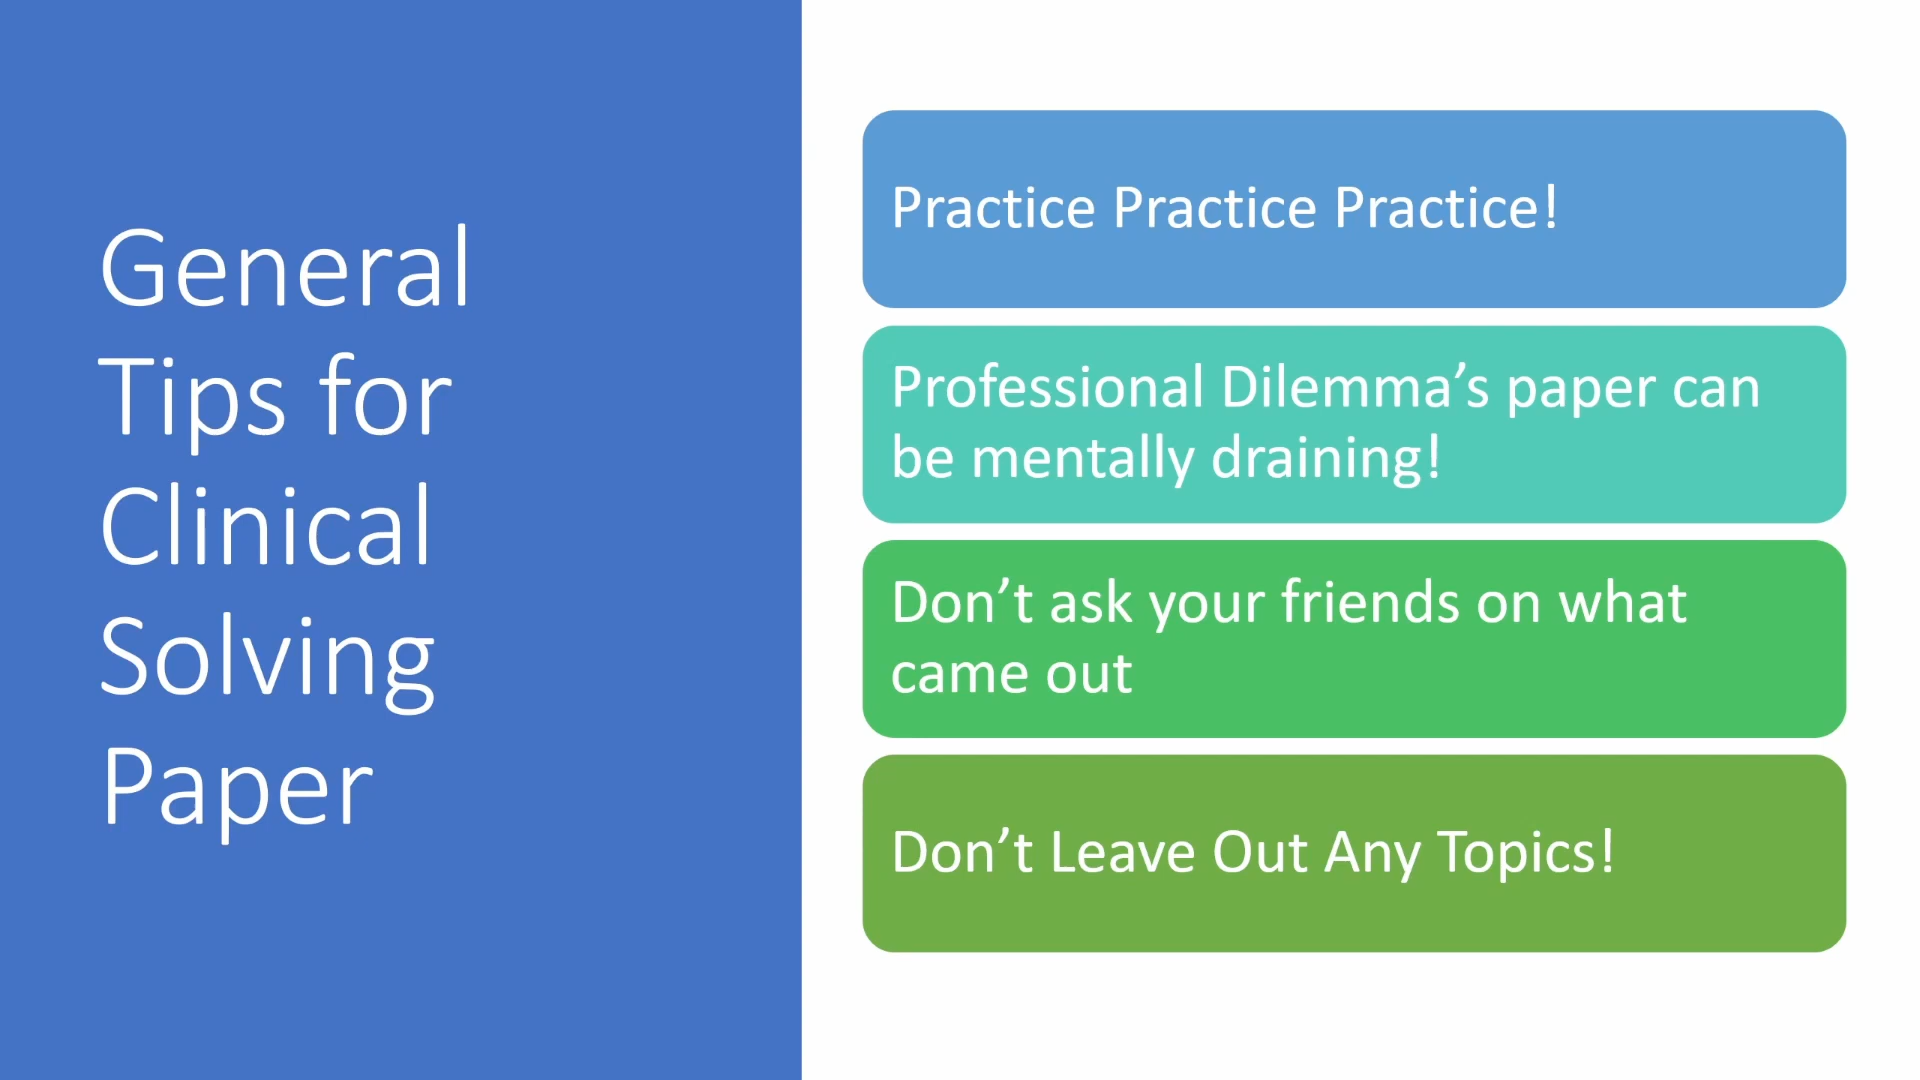 General
Tips for
Clinical
Solving
Paper
Practice Practice Practice!
Professional Dilemma’s paper can
be mentally draining!
Don’t ask your friends on what
came out
Don’t Leave Out Any Topics!